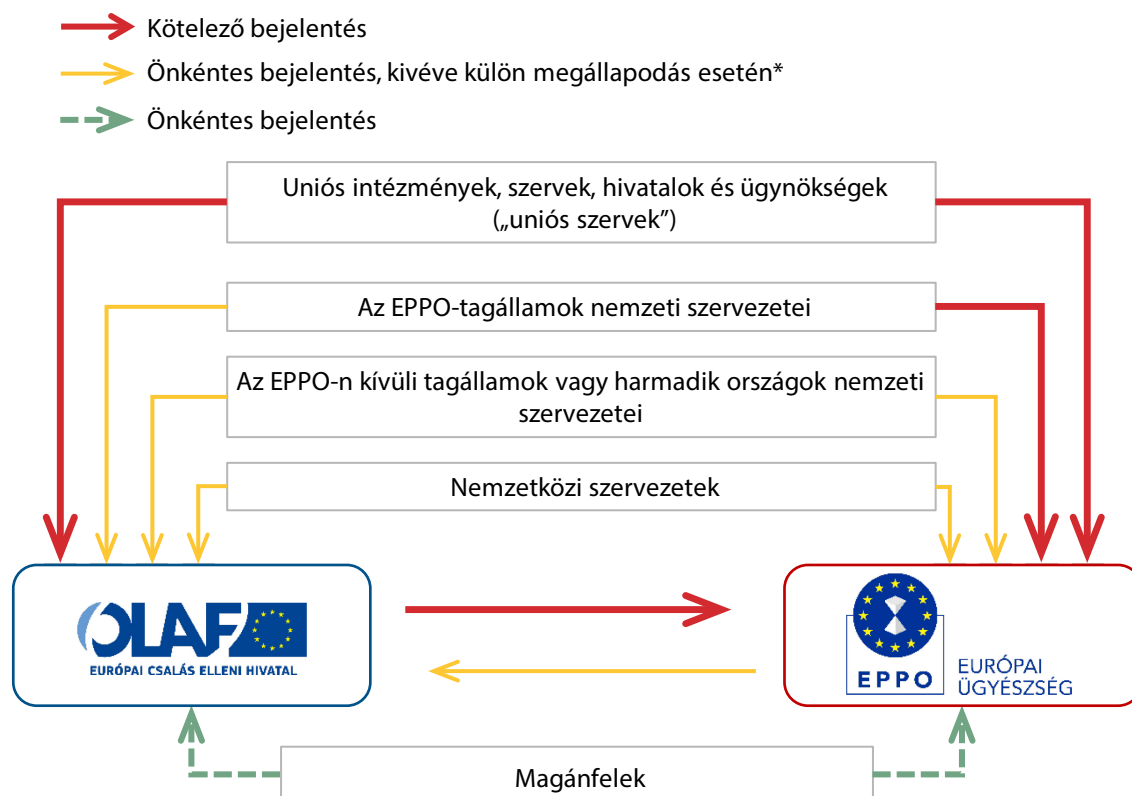 Kötelező bejelentés
Önkéntes bejelentés, kivéve külön megállapodás esetén*
Önkéntes bejelentés
Uniós intézmények, szervek, hivatalok és ügynökségek
(„uniós szervek”)
Az EPPO-tagállamok nemzeti szervezetei
Az EPPO-n kívüli tagállamok vagy harmadik országok nemzeti
szervezetei
Nemzetközi szervezetek
OLAF
EURÓPAI CSALÁS ELLENI HIVATAL
EPPO
EURÓPAI
ÜGYÉSZSÉG
Magánfelek